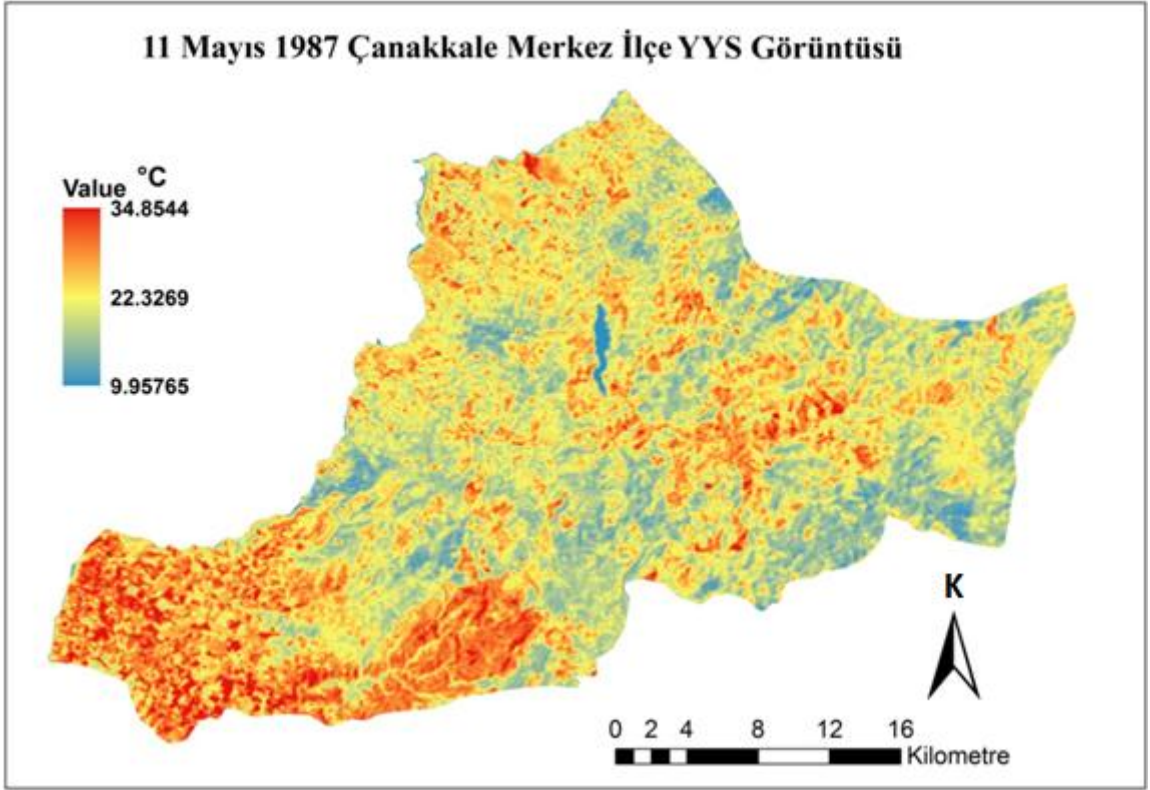 11 Mayıs 1987 Çanakkale Merkez İlçe YYS Görüntüsü
Value °C
34.8544
22.3269
9.95765
K
0 2 4 8 12 16
Kilometre